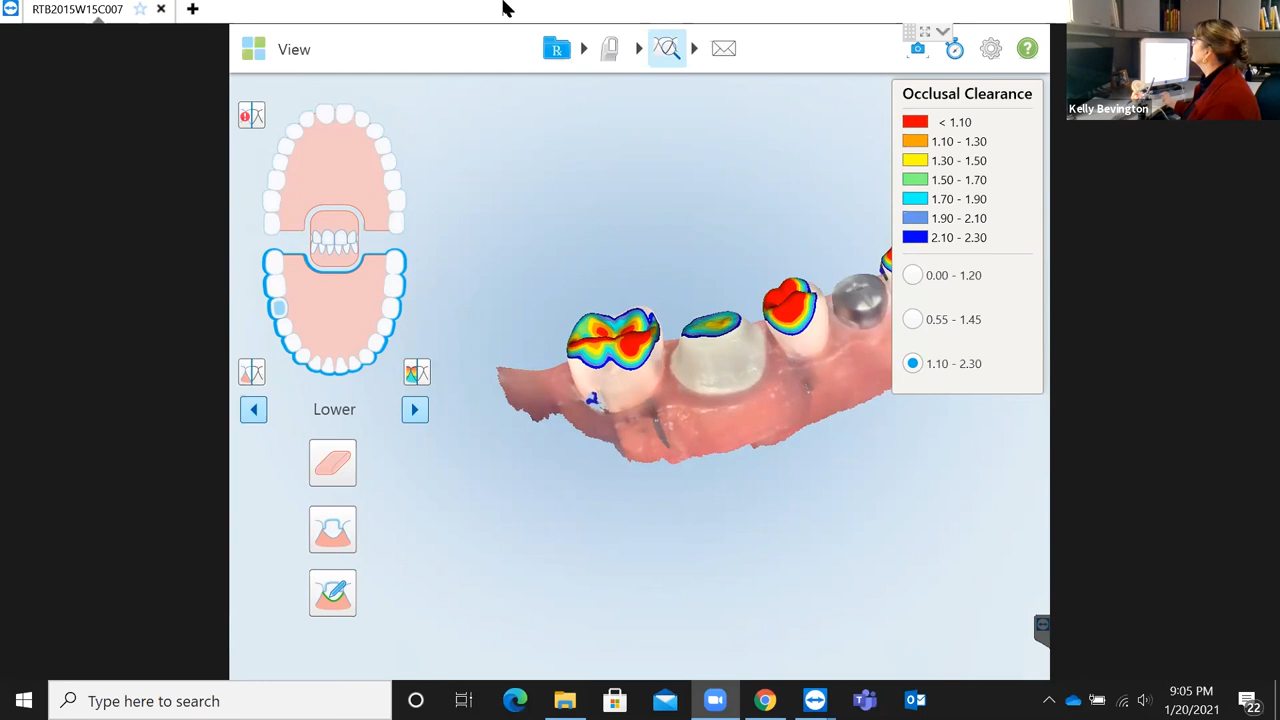 RTB2015W15C007
View
Rx
?
Kelly Bevington
Occlusal Clearance
< 1.10
1.10 - 1.30
1.30 - 1.50
1.50 - 1.70
1.70 - 1.90
1.90 - 2.10
2.10 - 2.30
0.00 - 1.20
0.55 - 1.45
1.10 - 2.30
Lower
Type here to search
9:05 PM
1/20/2021
22